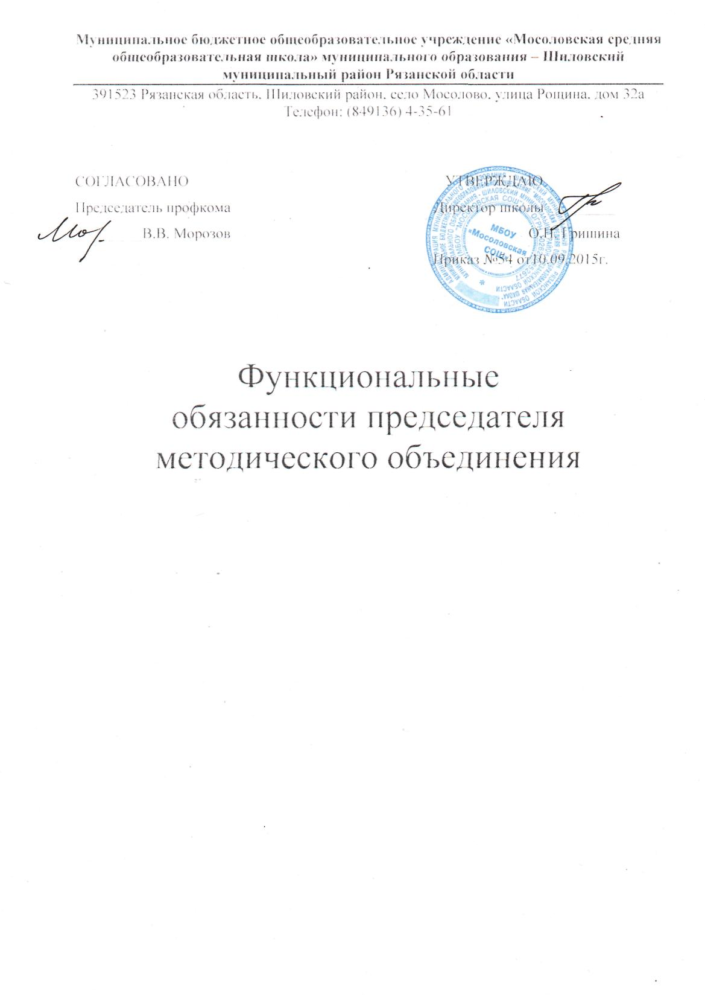 Муниципальное бюджетное общеобразовательное учреждение «Мосоловская средняя
общеобразовательная школа» муниципального образования – Шиловский
муниципальный район Рязанской области
391523 Рязанская область, Шиловский район, село Мосолово, улица Рощина, дом 32а
Телефон: (849136) 4-35-61
СОГЛАСОВАНО
Председатель профкома
В.В. Морозов
УТВЕРЖДАЮ
Директор школы
О.Н. Гришина
Приказ №54 от10.09.2015г.
МБОУ
«Мосоловская
СОШ»
Функциональные
обязанности председателя
методического объединения